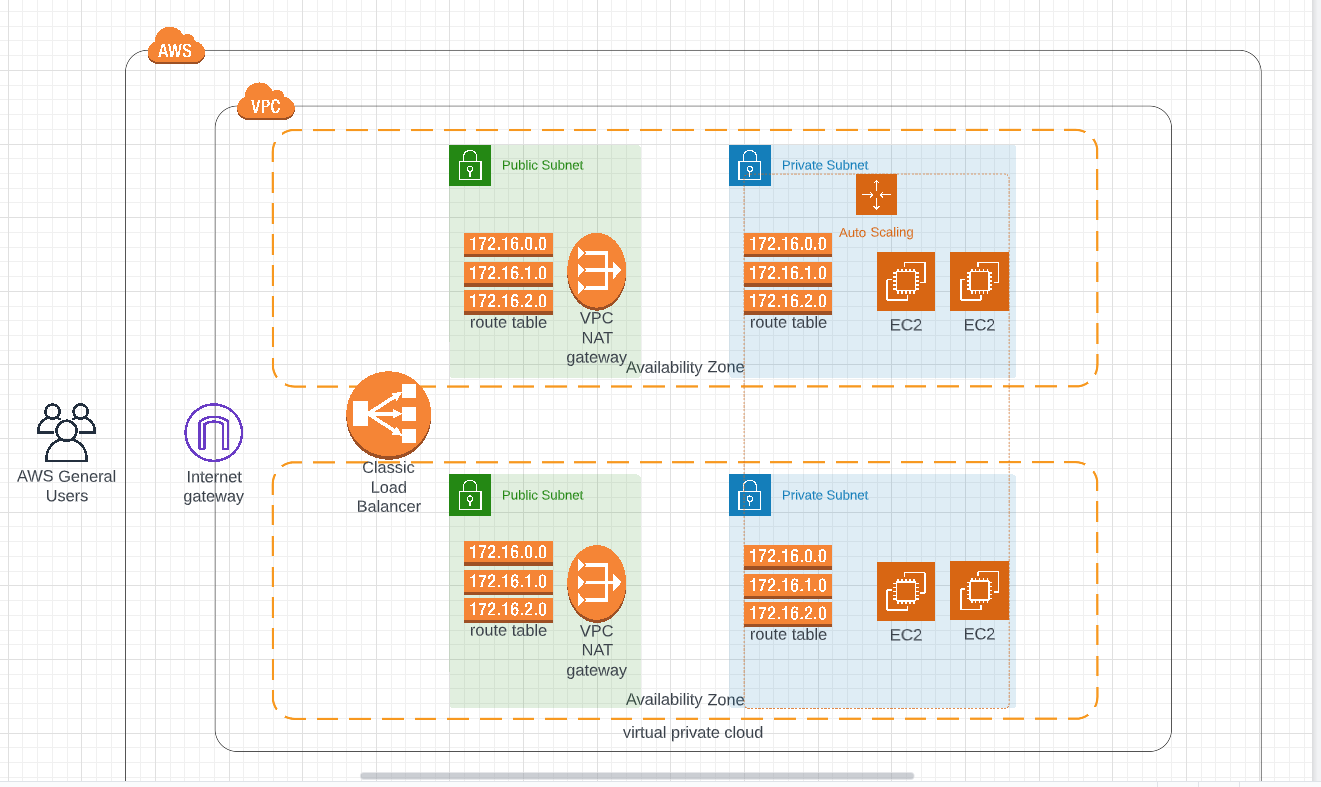 AWS
VPC
Public Subnet
Private Subnet
Auto Scaling
172.16.0.0
172.16.1.0
172.16.2.0
route table
VPC
NAT
gateway
172.16.0.0
172.16.1.0
172.16.2.0
route table
EC2
EC2
Availability Zone
AWS General
Users
Internet
gateway
Classic
Load
Balancer
Public Subnet
Private Subnet
172.16.0.0
172.16.1.0
172.16.2.0
route table
VPC
NAT
gateway
172.16.0.0
172.16.1.0
172.16.2.0
route table
EC2
EC2
Availability Zone
virtual private cloud